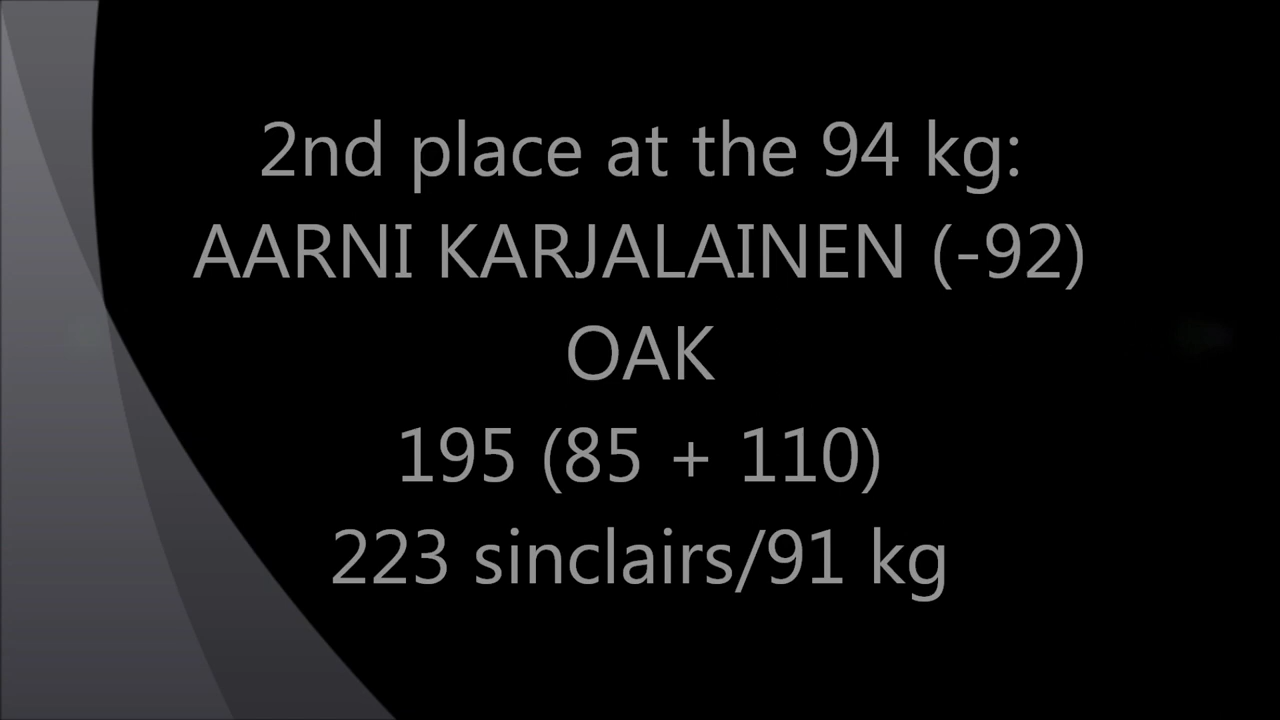 2nd place at the 94 kg:
AARNI KARJALAINEN (-92)
OAK
195 (85 + 110)
223 sinclairs/91 kg